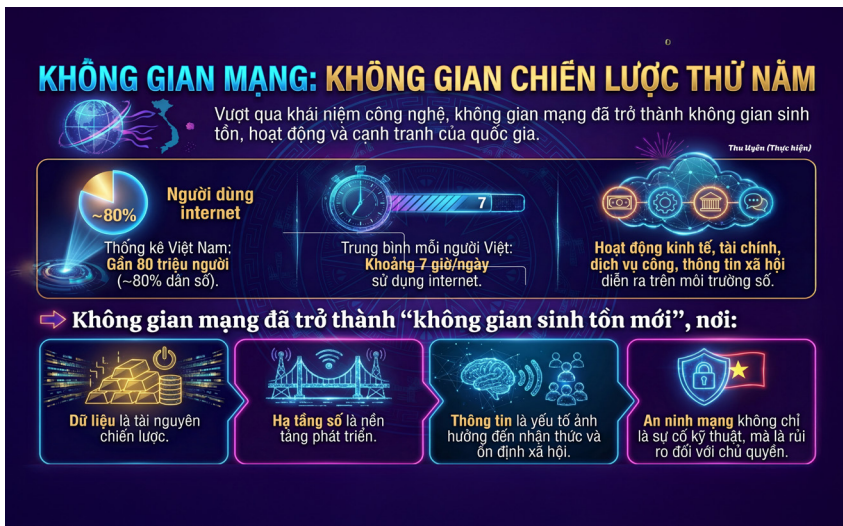 KHÔNG GIAN MẠNG: KHÔNG GIAN CHIẾN LƯỢC THỨ NĂM
Vượt qua khái niệm công nghệ, không gian mạng đã trở thành không gian sinh
tồn, hoạt động và cạnh tranh của quốc gia.
Thu Uyên (Thực hiện)
~80%
Người dùng
internet
Thống kê Việt Nam:
Gần 80 triệu người
(~80% dân số).
7
Trung bình mỗi người Việt:
Khoảng 7 giờ/ngày
sử dụng internet.
Hoạt động kinh tế, tài chính,
dịch vụ công, thông tin xã hội
diễn ra trên môi trường số.
Không gian mạng đã trở thành “không gian sinh tồn mới”, nơi:
Dữ liệu là tài nguyên
chiến lược.
Hạ tầng số là nền
tảng phát triển.
Thông tin là yếu tố ảnh
hưởng đến nhận thức và
ổn định xã hội.
An ninh mạng không chỉ
là sự cố kỹ thuật, mà là rủi
ro đối với chủ quyền.